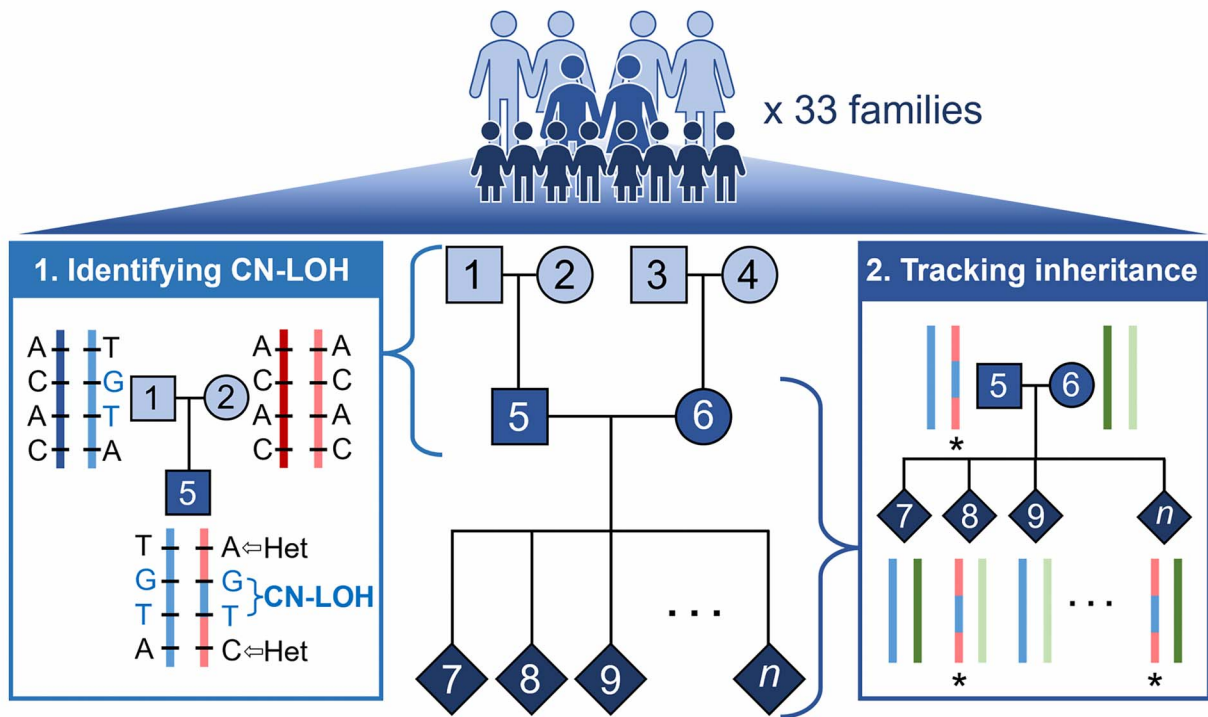 x 33 families
1. Identifying CN-LOH
A T A A
C G C C
A T A A
C A C C
1 2
5
T A⇦Het
G G
CN-LOH
T T
A C⇦Het
1 2 3 4
5 6
...
7 8 9 n
2. Tracking inheritance
5 6
*
7 8 9 n
...
* *